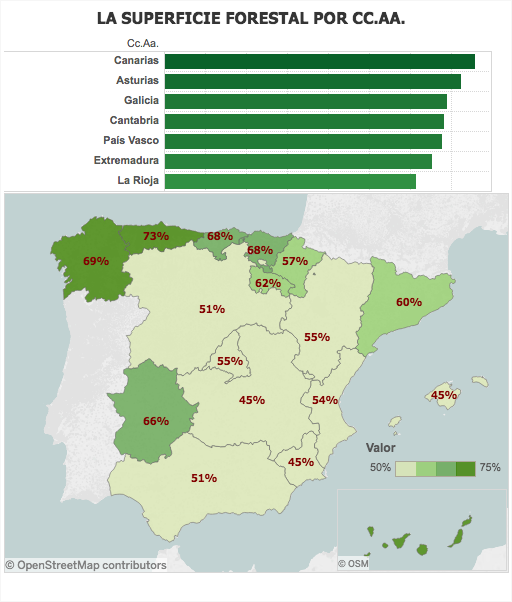 LA SUPERFICIE FORESTAL POR CC.AA.
Cc.Aa.
Canarias
Asturias
Galicia
Cantabria
País Vasco
Extremadura
La Rioja
73%
68%
69%
68%
57%
62%
60%
51%
55%
55%
45%
66%
45%
54%
45%
51%
Valor
50% 75%
© OpenStreetMap contributors
© OSM